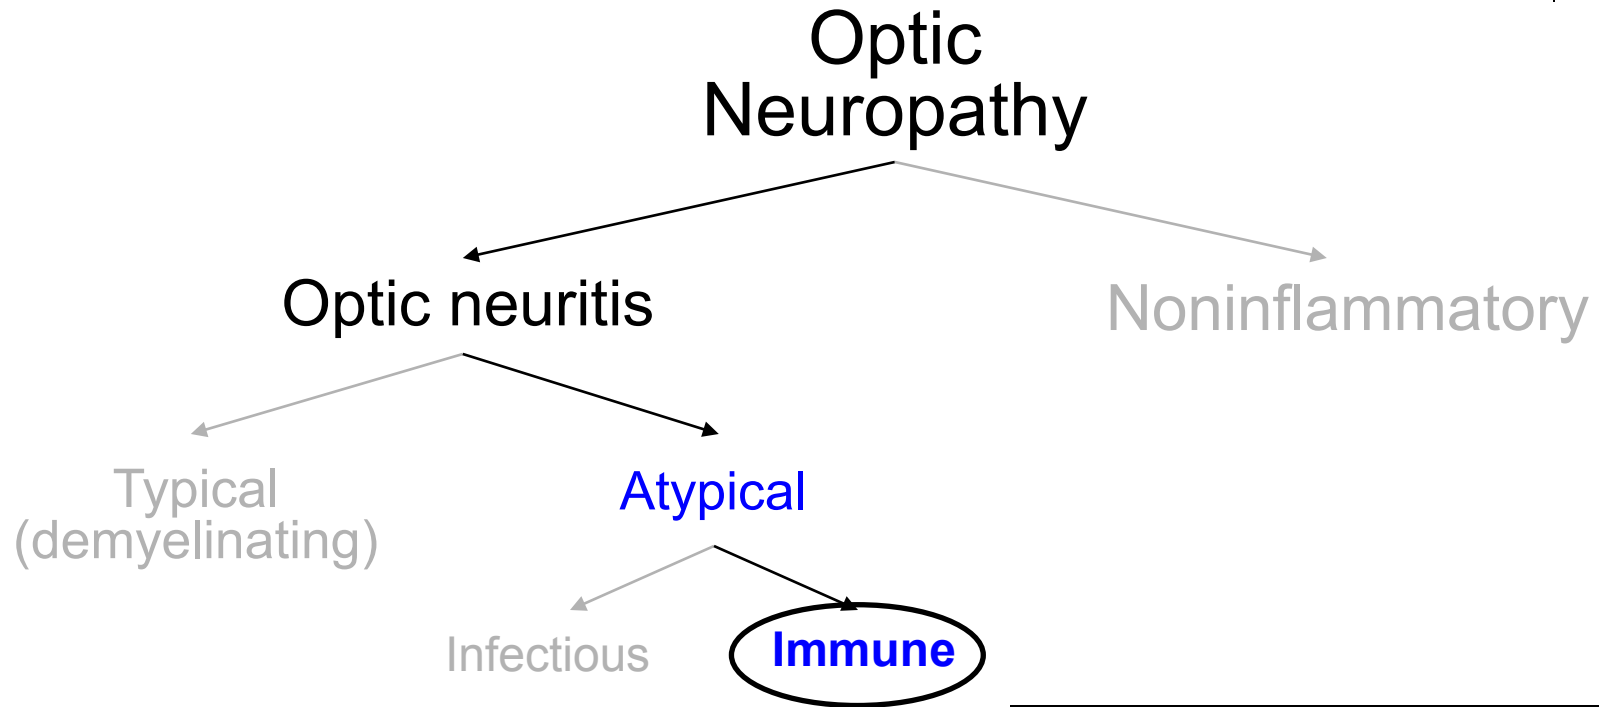 Optic
Neuropathy
Optic neuritis
Noninflammatory
Typical
(demyelinating)
Atypical
Infectious
Immune